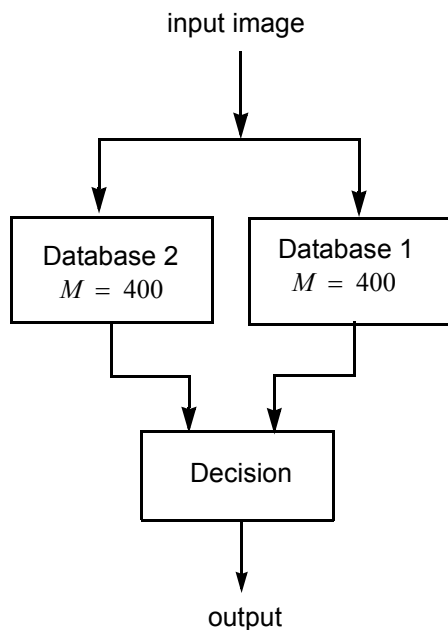 input image
Database 2
M = 400
Database 1
M = 400
Decision
output